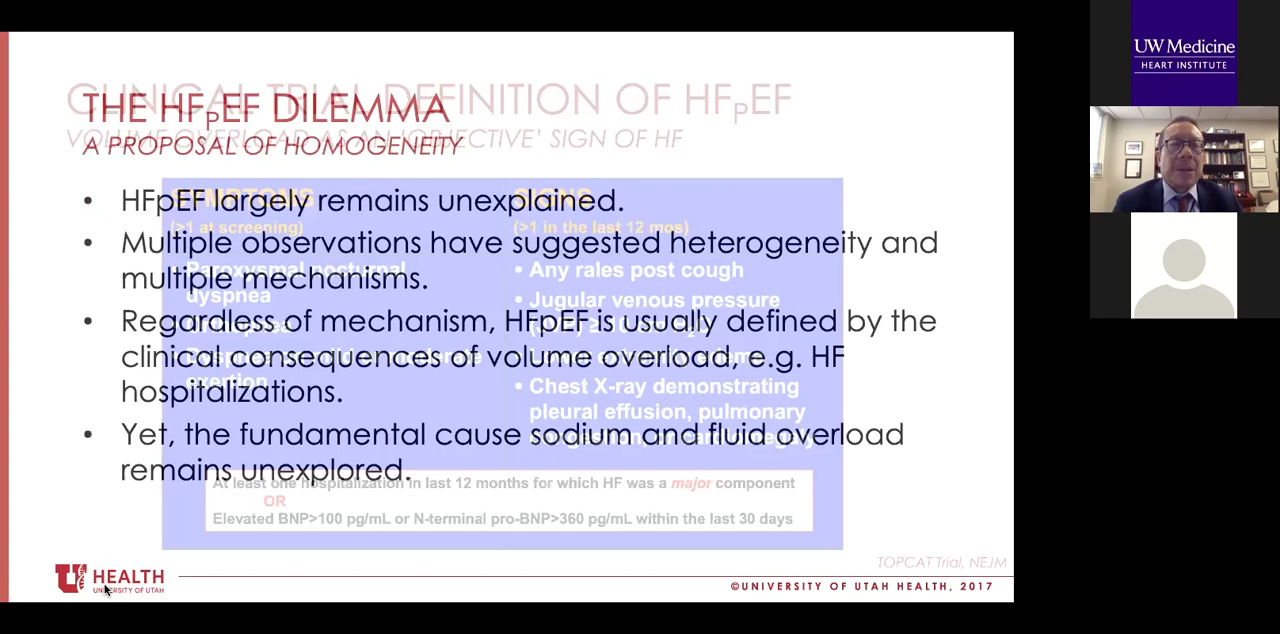 THE HFpEF DILEMMA
A PROPOSAL OF HOMOGENEITY
CLINICAL TRIAL DEFINITION OF HFpEF
VOLUME OVERLOAD AS AN 'OBJECTIVE' SIGN OF HF
• HFpEF largely remains unexplained.
• Multiple observations have suggested heterogeneity and
multiple mechanisms.
• Regardless of mechanism, HFpEF is usually defined by the
clinical consequences of volume overload, e.g. HF
hospitalizations.
• Yet, the fundamental cause sodium and fluid overload
remains unexplored.
SYMPTOMS
(>1 at screening)
Paroxysmal nocturnal
dyspnea
exertion
SIGNS
(>1 in the last 12 mos)
• Any rales post cough
• Jugular venous pressure
• Chest X-ray demonstrating
pleural effusion, pulmonary
At least one hospitalization in last 12 months for which HF was a major component
OR
Elevated BNP>100 pg/mL or N-terminal pro-BNP>360 pg/mL within the last 30 days
TOPCAT Trial, NEJM
U HEALTH
UNIVERSITY OF UTAH
©UNIVERSITY OF UTAH HEALTH, 2017
UW Medicine
HEART INSTITUTE